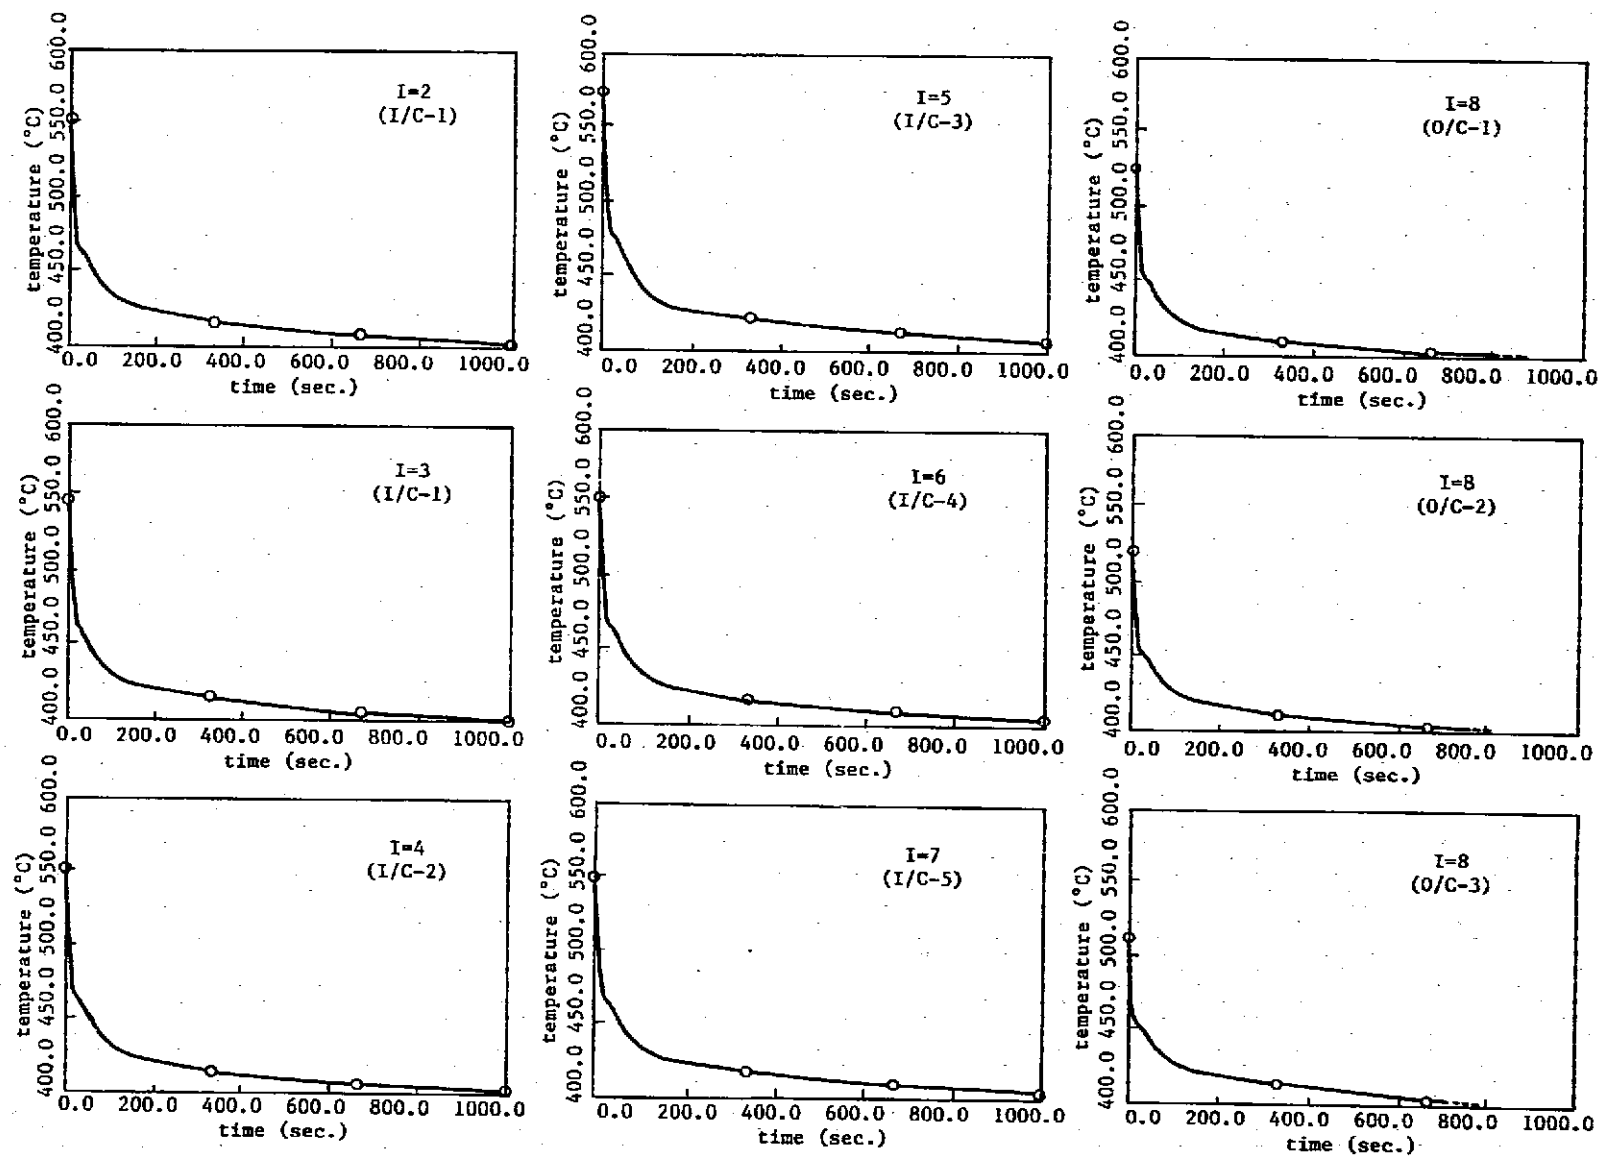 temperature (°C)
400.0 450.0 500.0 550.0 600.0
I=2
(I/C-1)
0.0 200.0 400.0 600.0 800.0 1000.0
time (sec.)
temperature (°C)
400.0 450.0 500.0 550.0 600.0
I=5
(I/C-3)
0.0 200.0 400.0 600.0 800.0 1000.0
time (sec.)
temperature (°C)
400.0 450.0 500.0 550.0 600.0
I=8
(O/C-1)
0.0 200.0 400.0 600.0 800.0 1000.0
time (sec.)
temperature (°C)
400.0 450.0 500.0 550.0 600.0
I=3
(I/C-1)
0.0 200.0 400.0 600.0 800.0 1000.0
time (sec.)
temperature (°C)
400.0 450.0 500.0 550.0 600.0
I=6
(I/C-4)
0.0 200.0 400.0 600.0 800.0 1000.0
time (sec.)
temperature (°C)
400.0 450.0 500.0 550.0 600.0
I=8
(O/C-2)
0.0 200.0 400.0 600.0 800.0 1000.0
time (sec.)
temperature (°C)
400.0 450.0 500.0 550.0 600.0
I=4
(I/C-2)
0.0 200.0 400.0 600.0 800.0 1000.0
time (sec.)
temperature (°C)
400.0 450.0 500.0 550.0 600.0
I=7
(I/C-5)
0.0 200.0 400.0 600.0 800.0 1000.0
time (sec.)
temperature (°C)
400.0 450.0 500.0 550.0 600.0
I=8
(O/C-3)
0.0 200.0 400.0 600.0 800.0 1000.0
time (sec.)